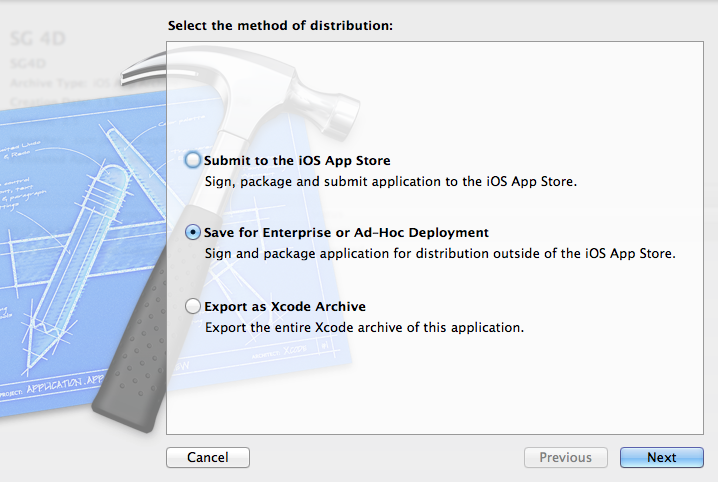 Select the method of distribution:
SG 4D
SG4D
Submit to the iOS App Store
Sign, package and submit application to the iOS App Store.
Save for Enterprise or Ad-Hoc Deployment
Sign and package application for distribution outside of the iOS App Store.
Export as Xcode Archive
Export the entire Xcode archive of this application.
PROJECT: APPLICATION.APP
PROJECT: XCODE
Cancel
Previous
Next